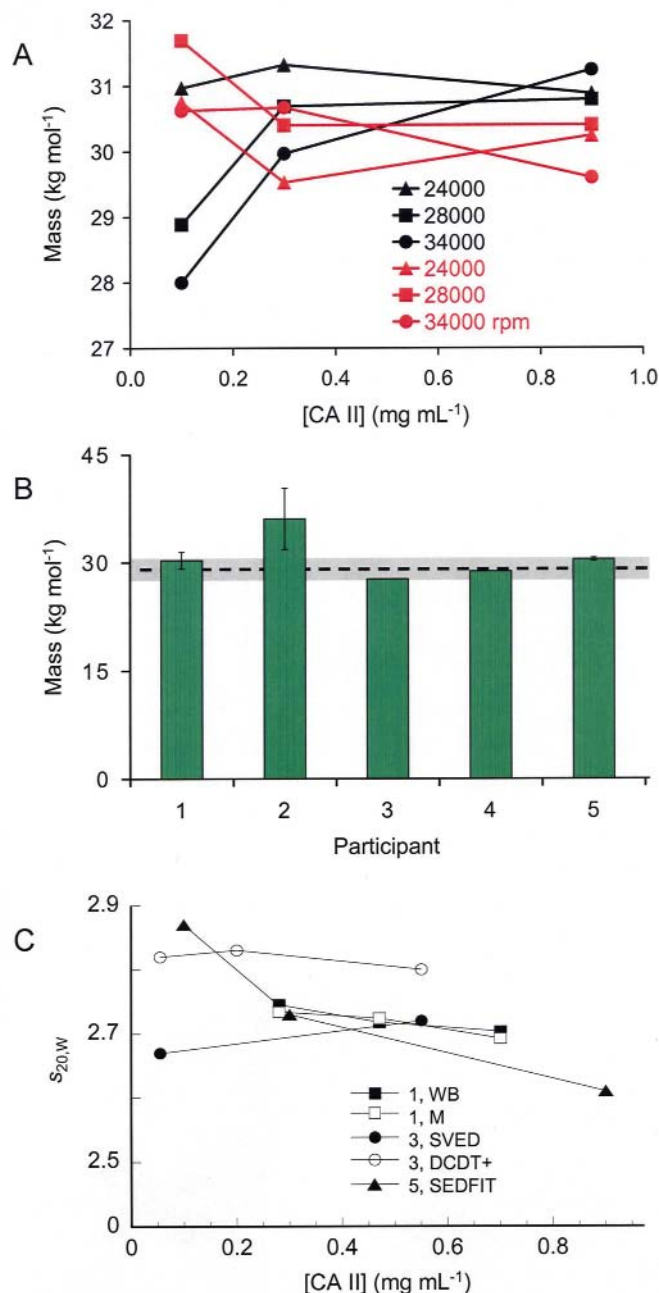 A
32
31
30
29
28
27
Mass (kg mol⁻¹)
24000
28000
34000
24000
28000
34000 rpm
0.0 0.2 0.4 0.6 0.8 1.0
[CA II] (mg mL⁻¹)
B
45
30
15
0
Mass (kg mol⁻¹)
1 2 3 4 5
Participant
C
2.9
2.7
2.5
0
s20,W
1, WB
1, M
3, SVED
3, DCDT+
5, SEDFIT
0 0.2 0.4 0.6 0.8
[CA II] (mg mL⁻¹)